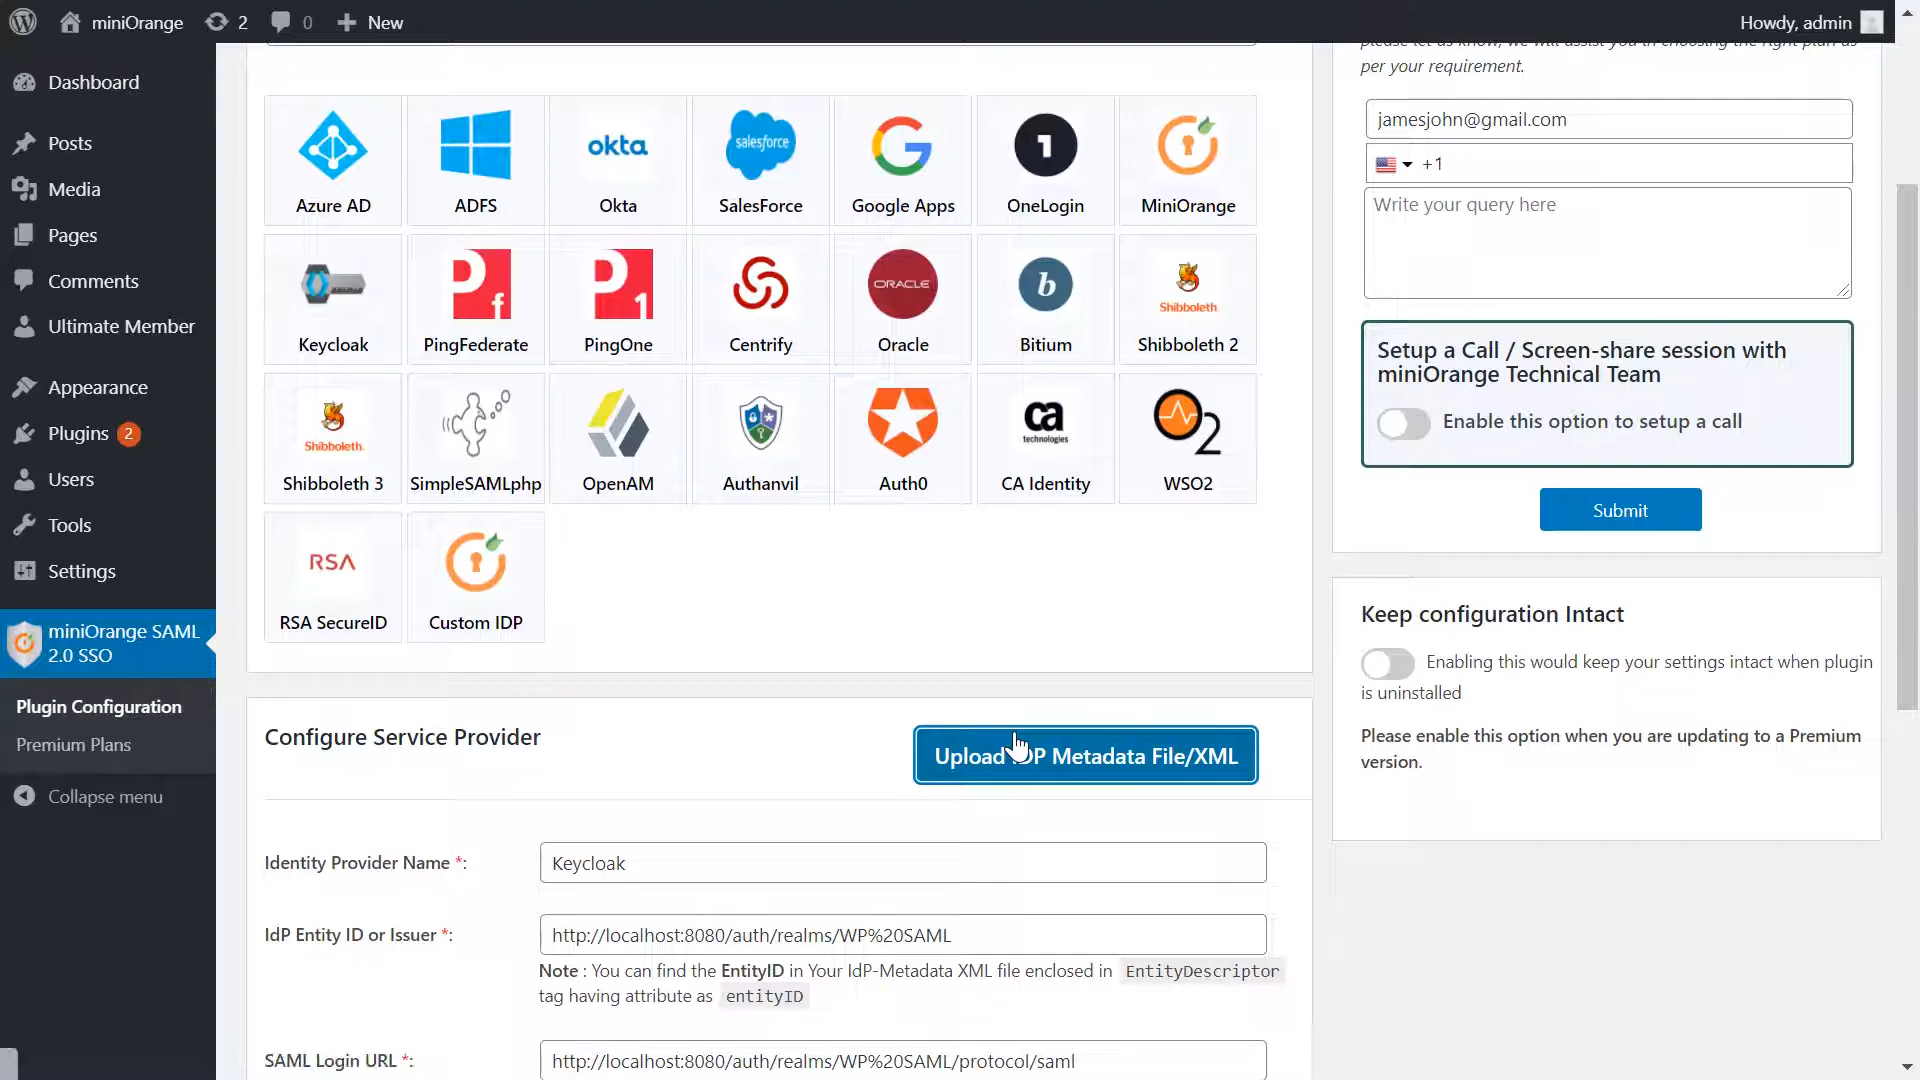 miniOrange
2
0
New
Howdy, admin
Dashboard
Posts
Media
Pages
Comments
Ultimate Member
Appearance
Plugins 2
Users
Tools
Settings
miniOrange SAML
2.0 SSO
Plugin Configuration
Premium Plans
Collapse menu
okta
salesforce
Azure AD
ADFS
Okta
SalesForce
Google Apps
OneLogin
MiniOrange
ORACLE
Shibboleth
Keycloak
PingFederate
PingOne
Centrify
Oracle
Bitium
Shibboleth 2
Shibboleth.
ca
technologies
Shibboleth 3
SimpleSAMLphp
OpenAM
Authanvil
Auth0
CA Identity
WSO2
RSA
RSA SecureID
Custom IDP
Configure Service Provider
Upload IDP Metadata File/XML
Identity Provider Name *:
Keycloak
IdP Entity ID or Issuer *:
http://localhost:8080/auth/realms/WP%20SAML
Note : You can find the EntityID in Your IdP-Metadata XML file enclosed in EntityDescriptor
tag having attribute as entityID
SAML Login URL *:
http://localhost:8080/auth/realms/WP%20SAML/protocol/saml
please let us know, we will assist you in choosing the right plan as
per your requirement.
jamesjohn@gmail.com
+1
Write your query here
Setup a Call / Screen-share session with
miniOrange Technical Team
Enable this option to setup a call
Submit
Keep configuration Intact
Enabling this would keep your settings intact when plugin
is uninstalled
Please enable this option when you are updating to a Premium
version.